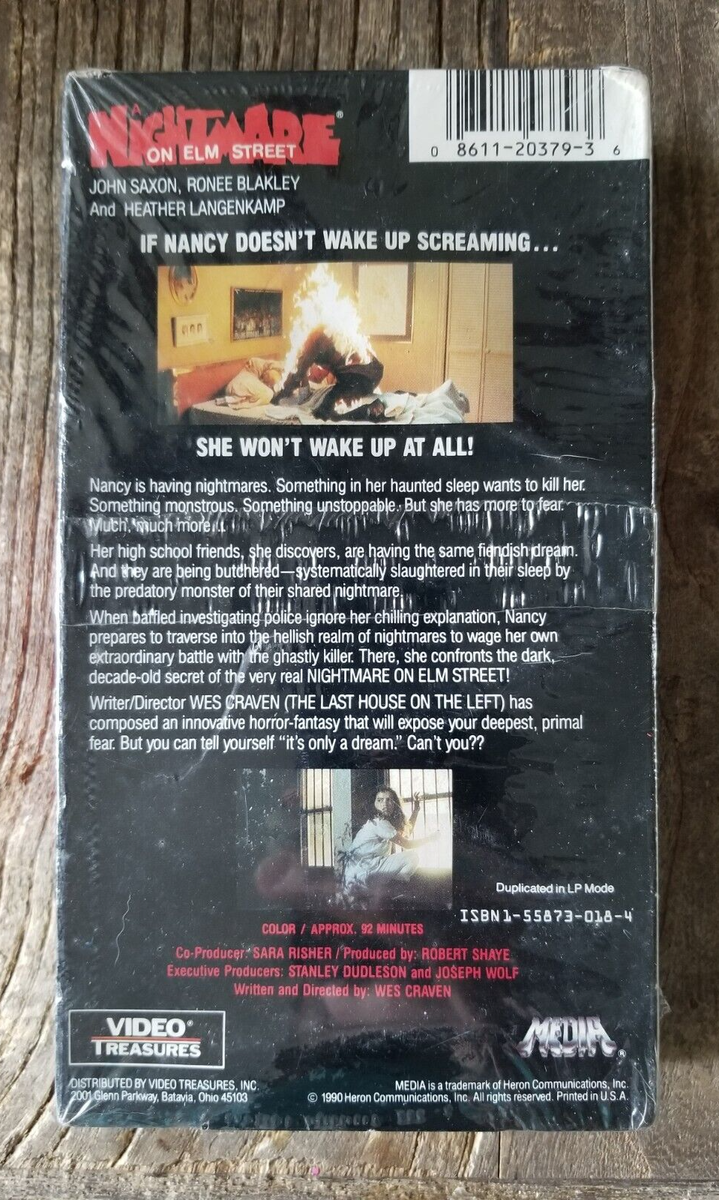 A
NIGHTMARE®
ON ELM STREET
0 8611-20379-3 6
JOHN SAXON, RONEE BLAKLEY
And HEATHER LANGENKAMP
IF NANCY DOESN'T WAKE UP SCREAMING...
SHE WON'T WAKE UP AT ALL!
Nancy is having nightmares. Something in her haunted sleep wants to kill her.
Something monstrous. Something unstoppable. But she has more to fear.
Much, much more...
Her high school friends, she discovers, are having the same fiendish dream.
And they are being butchered—systematically slaughtered in their sleep by
the predatory monster of their shared nightmare.
When baffled investigating police ignore her chilling explanation, Nancy
prepares to traverse into the hellish realm of nightmares to wage her own
extraordinary battle with the ghastly killer. There, she confronts the dark,
decade-old secret of the very real NIGHTMARE ON ELM STREET!
Writer/Director WES CRAVEN (THE LAST HOUSE ON THE LEFT) has
composed an innovative horror-fantasy that will expose your deepest, primal
fear. But you can tell yourself “it's only a dream.” Can't you??
Duplicated in LP Mode
ISBN 1-55873-018-4
COLOR / APPROX. 92 MINUTES
Co-Producer: SARA RISHER / Produced by: ROBERT SHAYE
Executive Producers: STANLEY DUDLESON and JOSEPH WOLF
Written and Directed by: WES CRAVEN
VIDEO®
TREASURES
MEDIA®
DISTRIBUTED BY VIDEO TREASURES, INC.
2001 Glenn Parkway, Batavia, Ohio 45103
MEDIA is a trademark of Heron Communications, Inc.
© 1990 Heron Communications, Inc. All rights reserved. Printed in U.S.A.